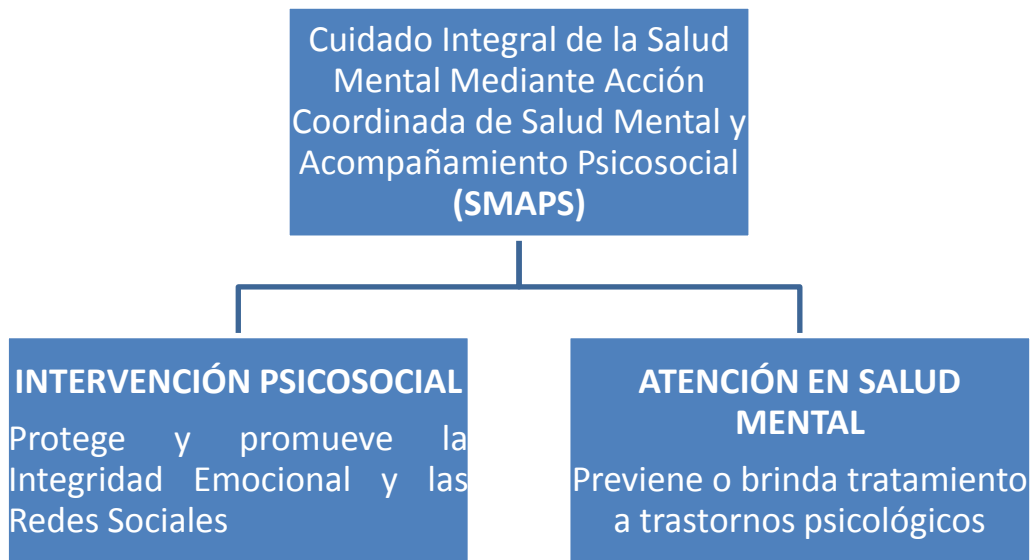 Cuidado Integral de la Salud
Mental Mediante Acción
Coordinada de Salud Mental y
Acompañamiento Psicosocial
(SMAPS)
INTERVENCIÓN PSICOSOCIAL
Protege y promueve la
Integridad Emocional y las
Redes Sociales
ATENCIÓN EN SALUD
MENTAL
Previene o brinda tratamiento
a trastornos psicológicos